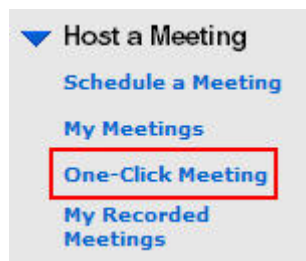 Host a Meeting
Schedule a Meeting
My Meetings
One-Click Meeting
My Recorded
Meetings